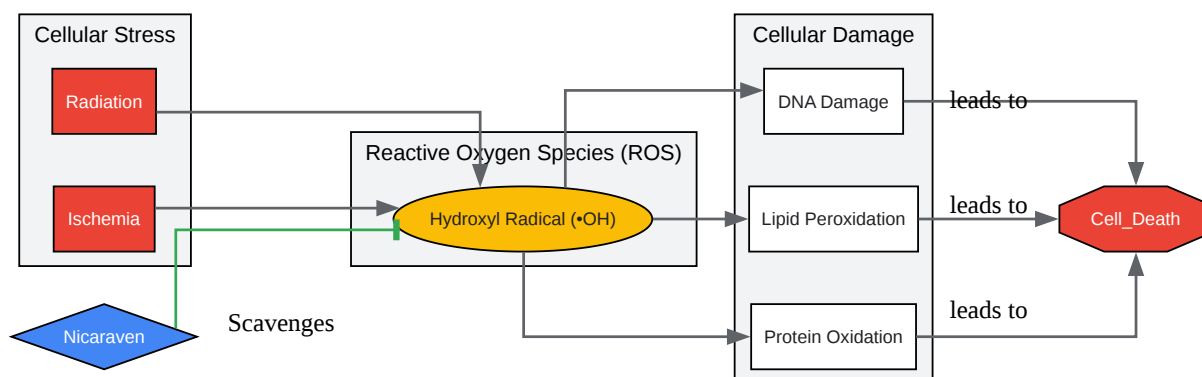 Cellular Stress
Radiation
Ischemia
Nicaraven
Scavenges
Reactive Oxygen Species (ROS)
Hydroxyl Radical (•OH)
Cellular Damage
DNA Damage
Lipid Peroxidation
Protein Oxidation
leads to
leads to
leads to
Cell_Death